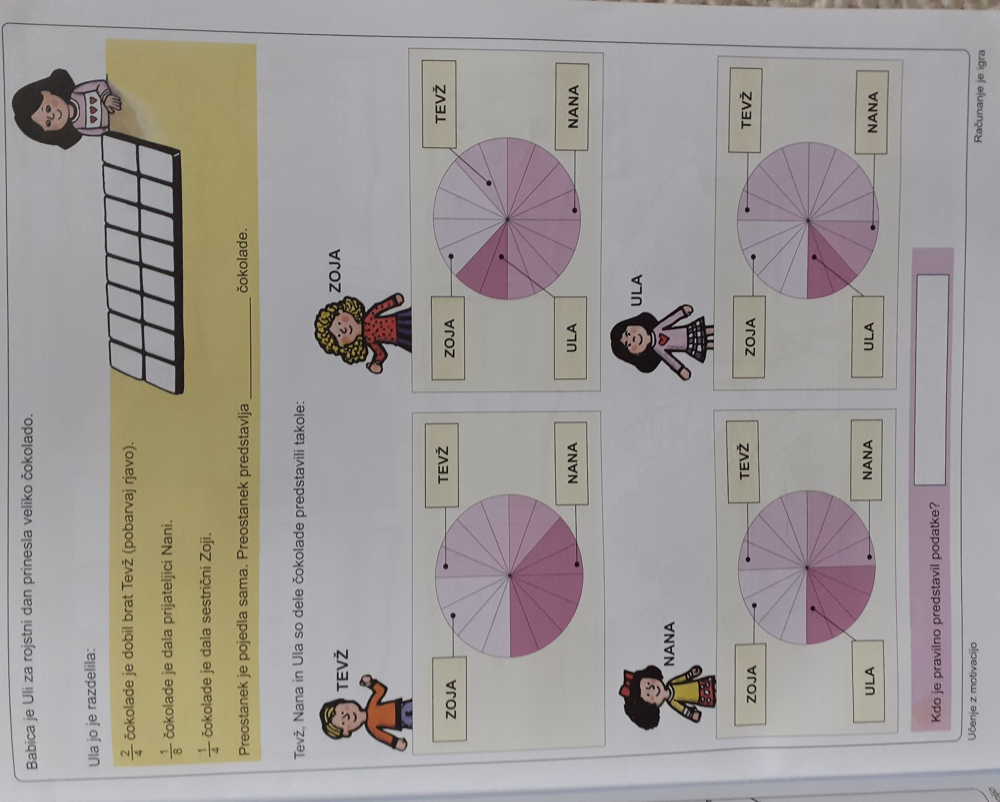 Babica je Uli za rojstni dan prinesla veliko čokolado.
Ula jo je razdelila:
2/4 čokolade je dobil brat Tevž (pobarvaj rjavo).
1/8 čokolade je dala prijateljici Nani.
1/4 čokolade je dala sestrični Zoji.
Preostanek je pojedla sama. Preostanek predstavlja __________ čokolade.
Tevž, Nana in Ula so dele čokolade predstavili takole:
TEVŽ
ZOJA
TEVŽ
NANA
ZOJA
ZOJA
TEVŽ
ULA
NANA
NANA
ZOJA
TEVŽ
ULA
NANA
ULA
ZOJA
TEVŽ
ULA
NANA
Kdo je pravilno predstavil podatke?
Učenje z motivacijo
Računanje je igra